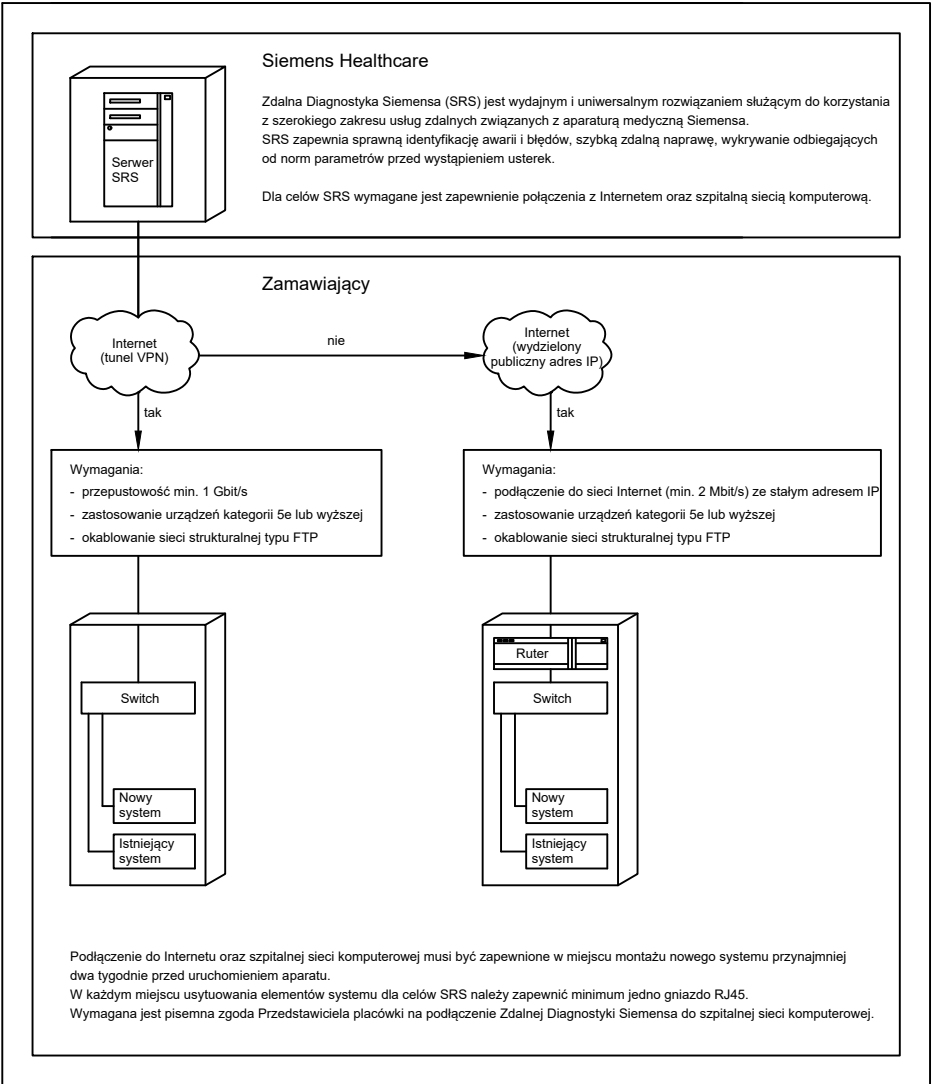 Siemens Healthcare
Zdalna Diagnostyka Siemensa (SRS) jest wydajnym i uniwersalnym rozwiązaniem służącym do korzystania
z szerokiego zakresu usług zdalnych związanych z aparaturą medyczną Siemensa.
SRS zapewnia sprawną identyfikację awarii i błędów, szybką zdalną naprawę, wykrywanie odbiegających
od norm parametrów przed wystąpieniem usterek.
Dla celów SRS wymagane jest zapewnienie połączenia z Internetem oraz szpitalną siecią komputerową.
Serwer
SRS
Zamawiający
Internet
(tunel VPN)
nie
Internet
(wydzielony
publiczny adres IP)
tak
tak
Wymagania:
- przepustowość min. 1 Gbit/s
- zastosowanie urządzeń kategorii 5e lub wyższej
- okablowanie sieci strukturalnej typu FTP
Wymagania:
- podłączenie do sieci Internet (min. 2 Mbit/s) ze stałym adresem IP
- zastosowanie urządzeń kategorii 5e lub wyższej
- okablowanie sieci strukturalnej typu FTP
Switch
Nowy
system
Istniejący
system
Ruter
Switch
Nowy
system
Istniejący
system
Podłączenie do Internetu oraz szpitalnej sieci komputerowej musi być zapewnione w miejscu montażu nowego systemu przynajmniej
dwa tygodnie przed uruchomieniem aparatu.
W każdym miejscu usytuowania elementów systemu dla celów SRS należy zapewnić minimum jedno gniazdo RJ45.
Wymagana jest pisemna zgoda Przedstawiciela placówki na podłączenie Zdalnej Diagnostyki Siemensa do szpitalnej sieci komputerowej.